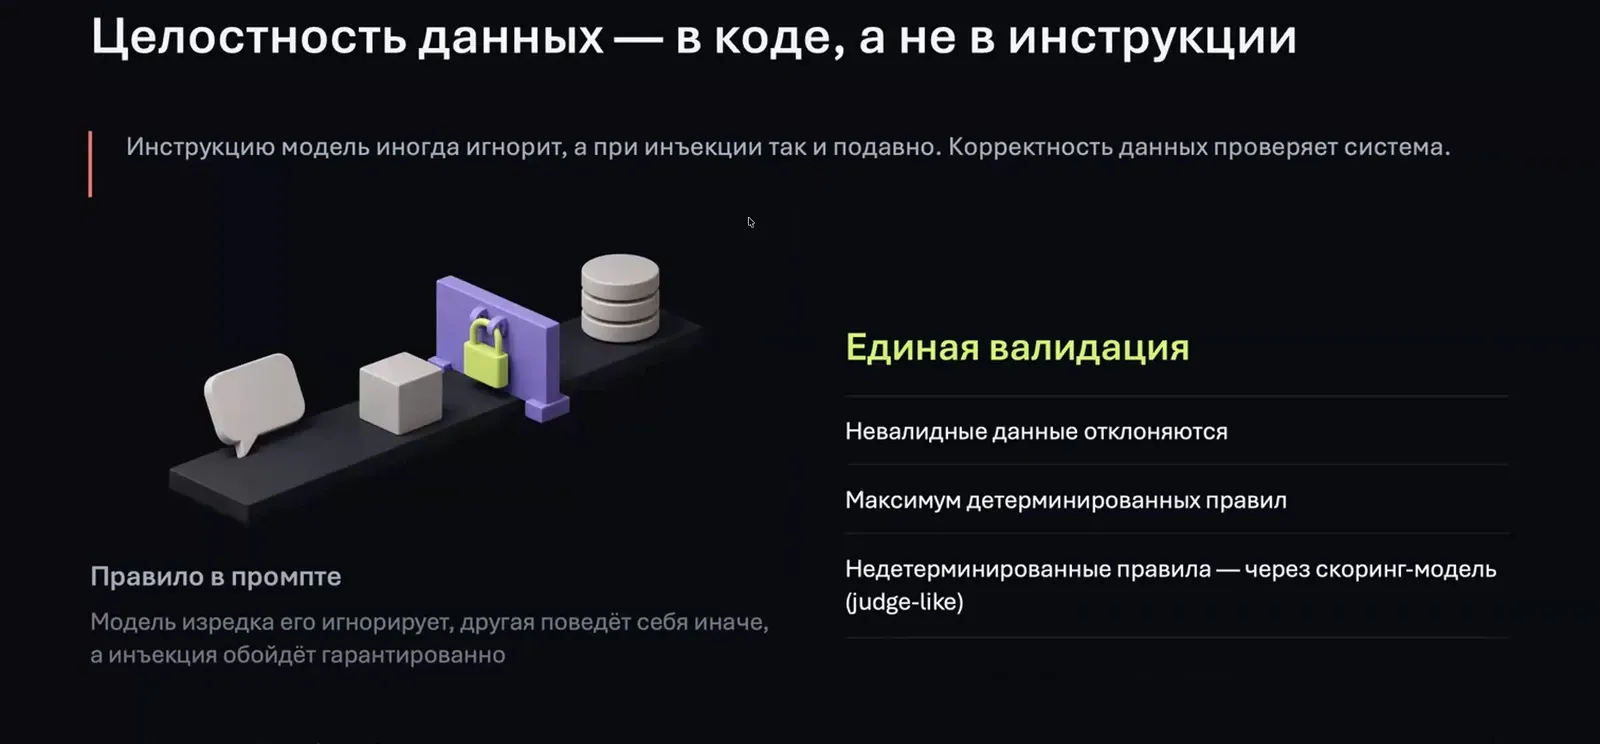 Целостность данных — в коде, а не в инструкции
Инструкцию модель иногда игнорит, а при инъекции так и подавно. Корректность данных проверяет система.
Единая валидация
Невалидные данные отклоняются
Максимум детерминированных правил
Недетерминированные правила — через скоринг-модель
(judge-like)
Правило в промпте
Модель изредка его игнорирует, другая поведёт себя иначе,
а инъекция обойдёт гарантированно